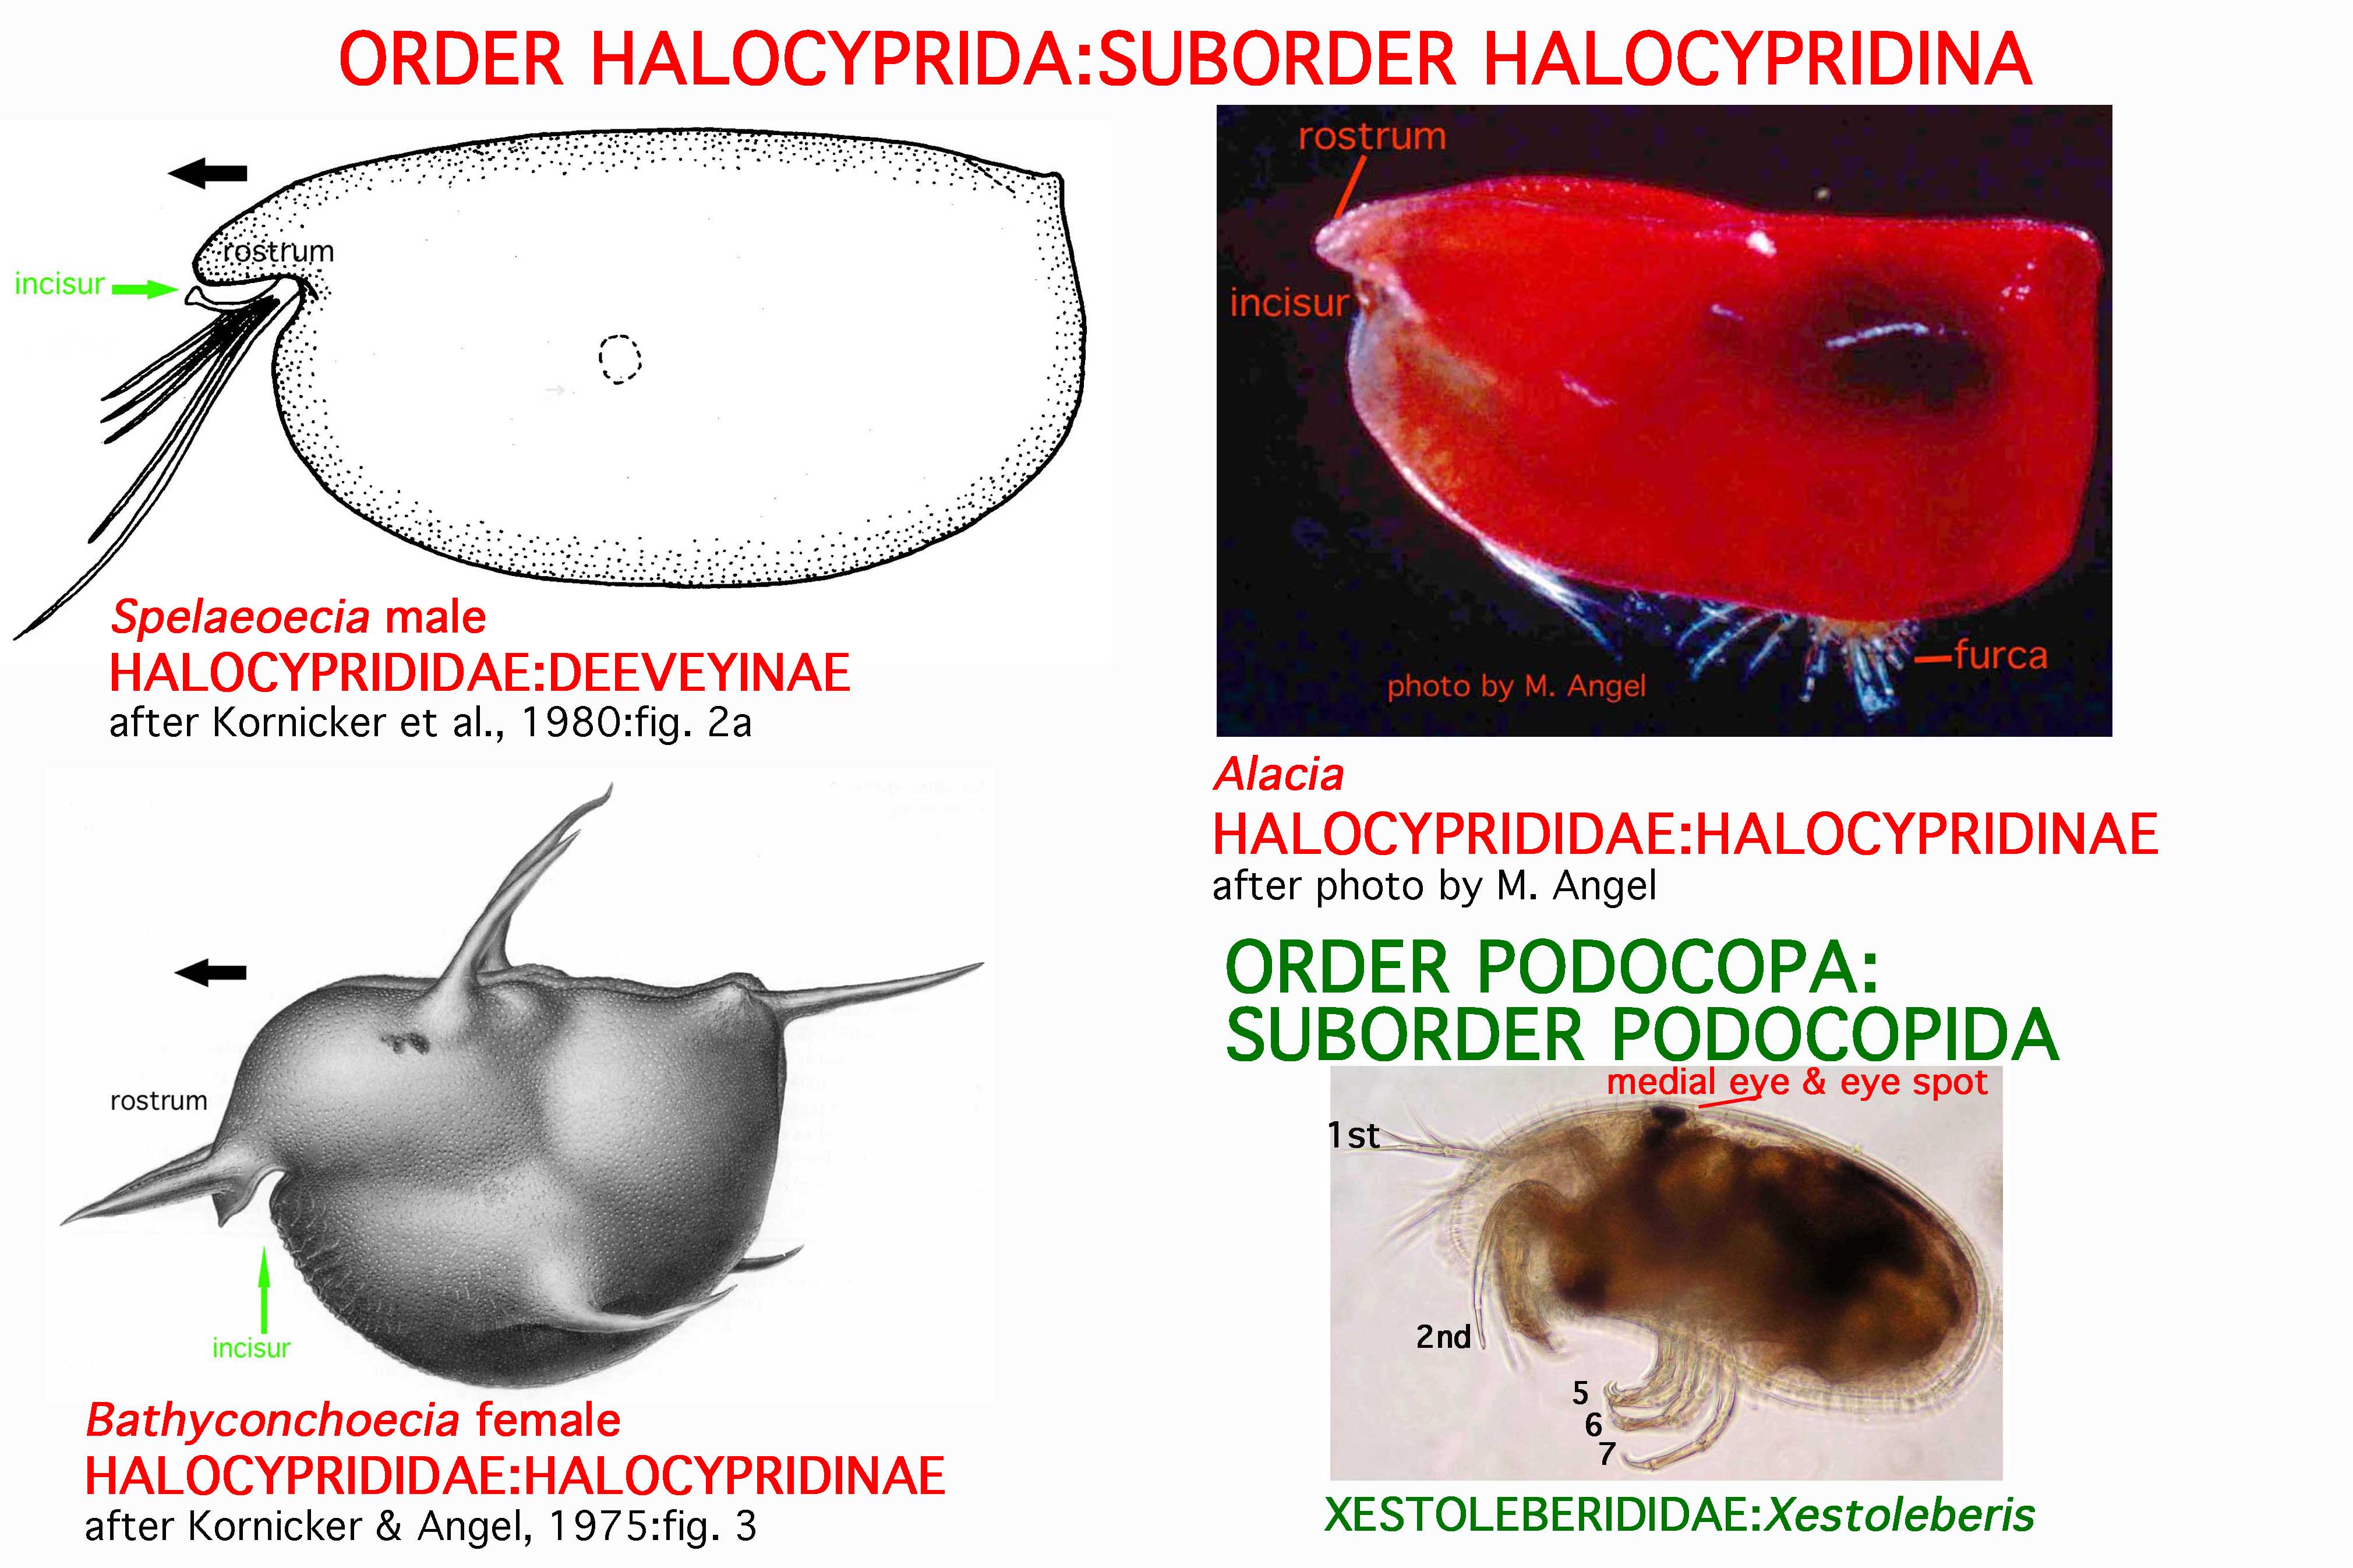 ORDER HALOCYPRIDA:SUBORDER HALOCYPRIDINA
rostrum
incisur
Spelaeoecia male
HALOCYPRIDIDAE:DEEVEYINAE
after Kornicker et al., 1980:fig. 2a
rostrum
incisur
furca
photo by M. Angel
Alacia
HALOCYPRIDIDAE:HALOCYPRIDINAE
after photo by M. Angel
rostrum
incisur
Bathyconchoecia female
HALOCYPRIDIDAE:HALOCYPRIDINAE
after Kornicker & Angel, 1975:fig. 3
ORDER PODOCOPA:
SUBORDER PODOCOPIDA
medial eye & eye spot
1st
2nd
5
6
7
XESTOLEBERIDIDAE:Xestoleberis